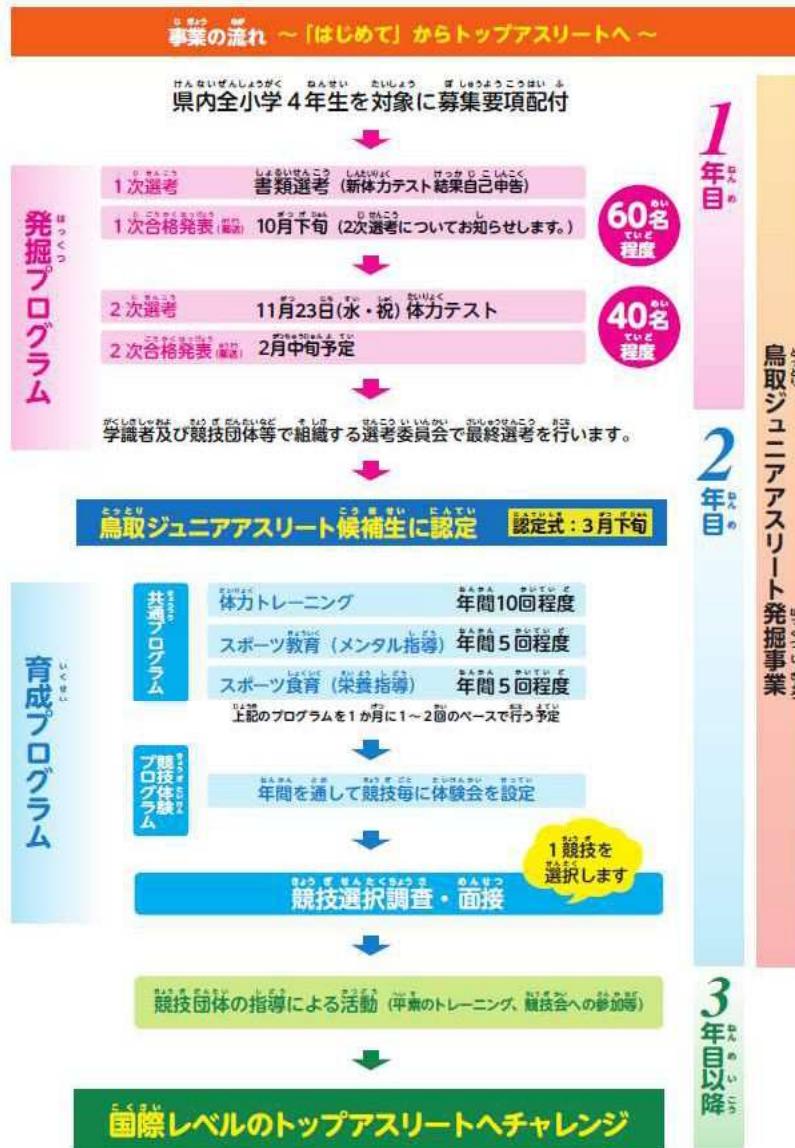 事業の流れ ～「はじめて」からトップアスリートへ～
県内全小学4年生を対象に募集要項配付
発掘プログラム
1次選考 書類選考(新体力テスト結果自己申告)
1次合格発表(郵送) 10月下旬(2次選考についてお知らせします。)
60名
程度
2次選考 11月23日(水・祝)体力テスト
2次合格発表(郵送) 2月中旬予定
40名
程度
学識者及び競技団体等で組織する選考委員会で最終選考を行います。
鳥取ジュニアアスリート候補生に認定 認定式:3月下旬
育成プログラム
共通プログラム
体力トレーニング 年間10回程度
スポーツ教育(メンタル指導) 年間5回程度
スポーツ食育(栄養指導) 年間5回程度
上記のプログラムを1か月に1～2回のペースで行う予定
競技体験
プログラム
年間を通して競技毎に体験会を設定
1競技を
選択します
競技選択調査・面接
競技団体の指導による活動(平素のトレーニング、競技会への参加等)
国際レベルのトップアスリートへチャレンジ
1年目
2年目
3年目以降
鳥取ジュニアアスリート発掘事業